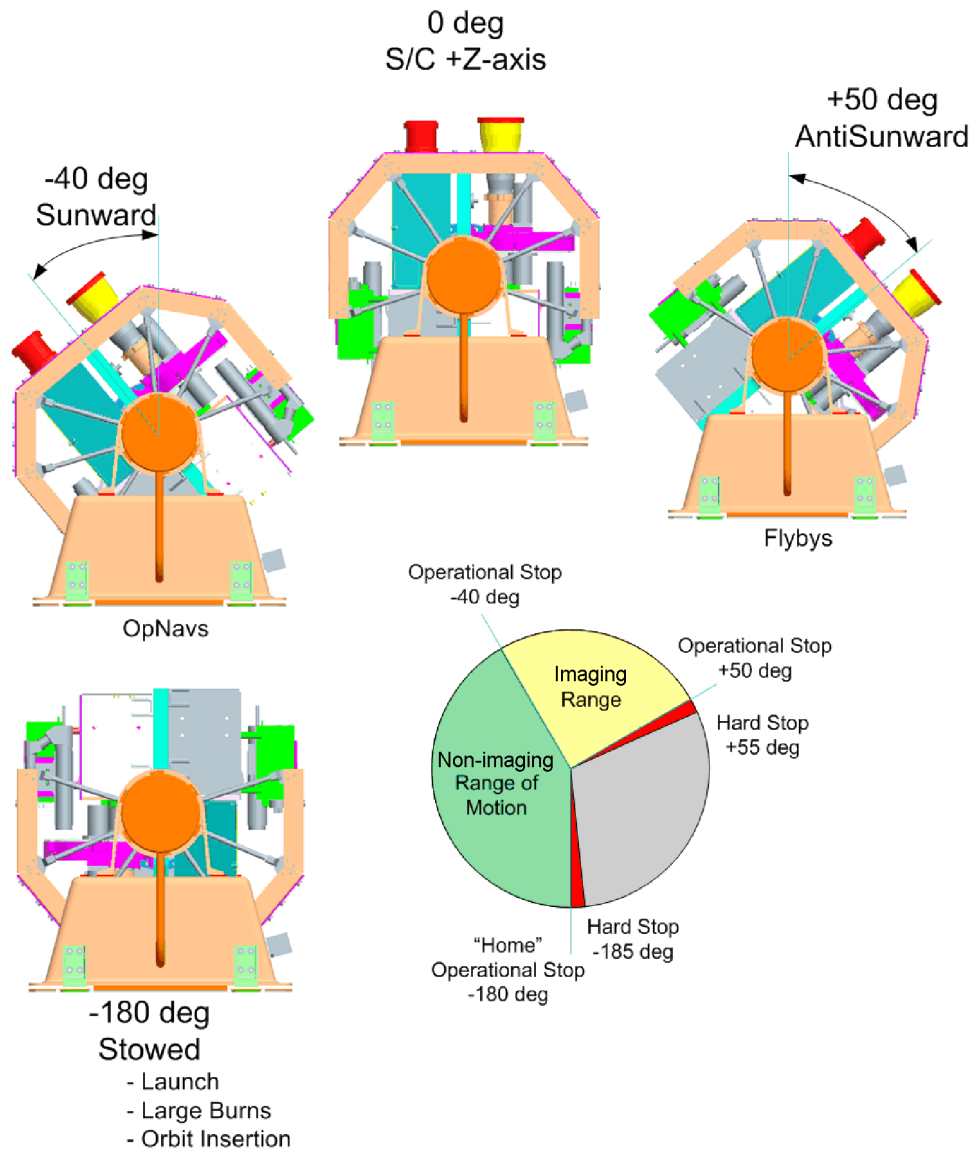 0 deg
S/C +Z-axis
+50 deg
AntiSunward
-40 deg
Sunward
Flybys
OpNavs
Operational Stop
-40 deg
Operational Stop
+50 deg
Imaging
Range
Hard Stop
+55 deg
Non-imaging
Range of
Motion
Hard Stop
-185 deg
“Home”
Operational Stop
-180 deg
-180 deg
Stowed
- Launch
- Large Burns
- Orbit Insertion